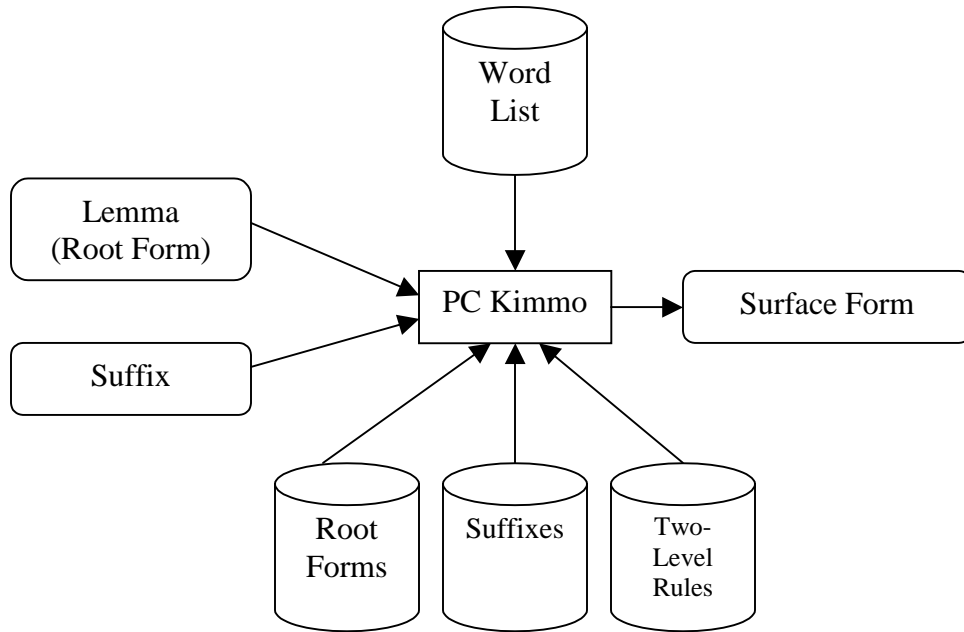 Word
List
Lemma
(Root Form)
PC Kimmo
Surface Form
Suffix
Root
Forms
Suffixes
Two-
Level
Rules